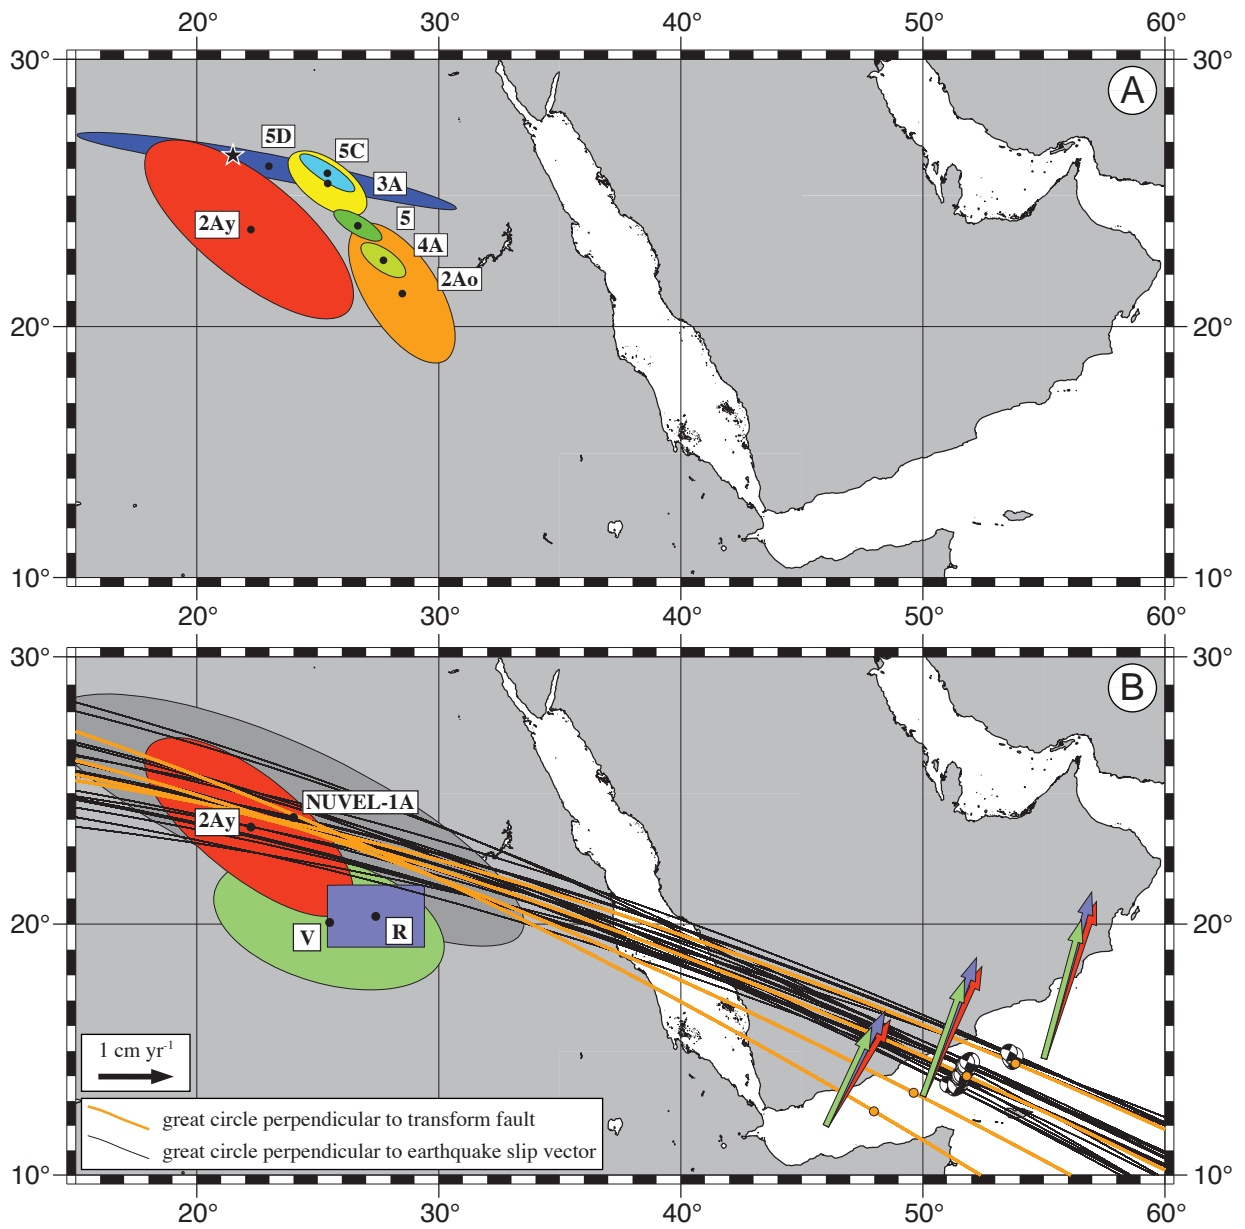 20° 30° 40° 50° 60°
30° 30°
A
5D
5C
3A
2Ay
5
4A
2Ao
20° 20°
10° 10°
20° 30° 40° 50° 60°
30° 30°
B
NUVEL-1A
2Ay
20° 20°
V
R
1 cm yr-1
great circle perpendicular to transform fault
great circle perpendicular to earthquake slip vector
10° 10°
20° 30° 40° 50° 60°